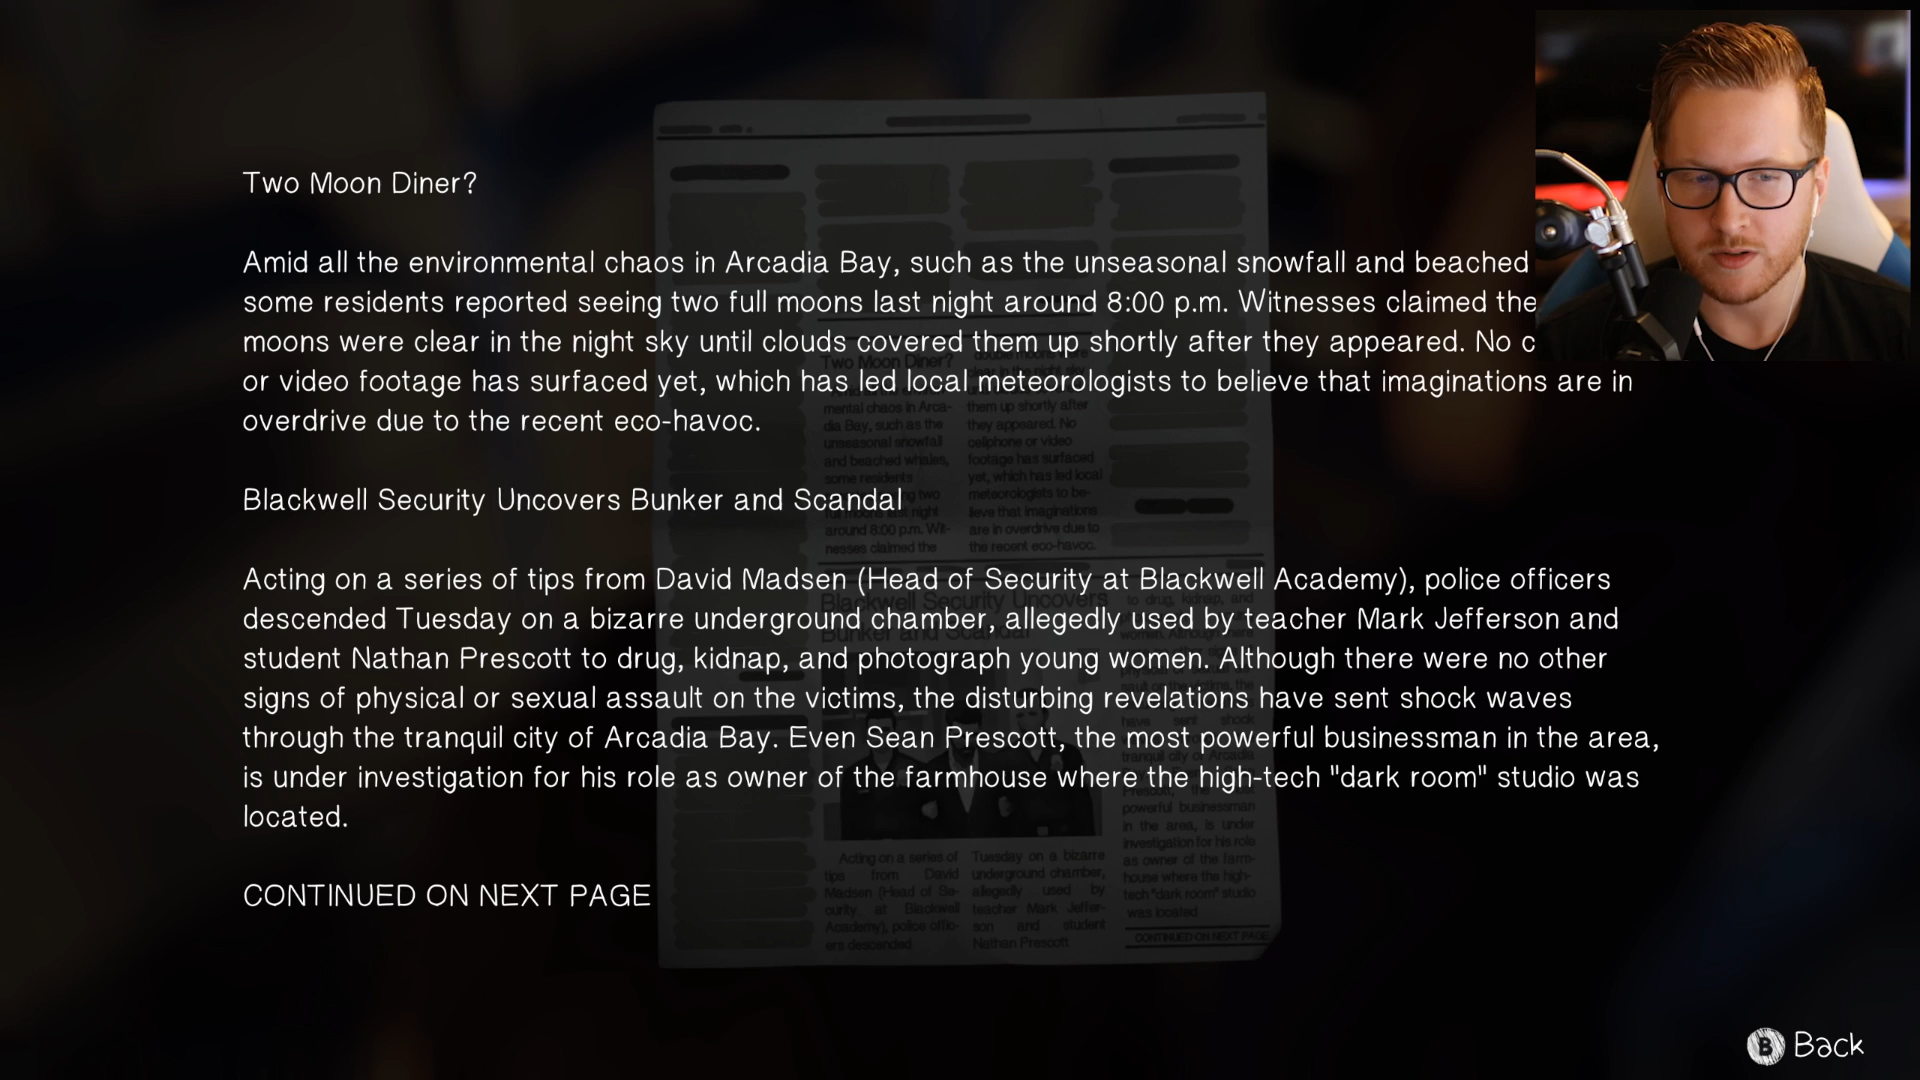 Two Moon Diner?
Amid all the environmental chaos in Arcadia Bay, such as the unseasonal snowfall and beached
some residents reported seeing two full moons last night around 8:00 p.m. Witnesses claimed the
moons were clear in the night sky until clouds covered them up shortly after they appeared. No c
or video footage has surfaced yet, which has led local meteorologists to believe that imaginations are in
overdrive due to the recent eco-havoc.
Blackwell Security Uncovers Bunker and Scandal
Acting on a series of tips from David Madsen (Head of Security at Blackwell Academy), police officers
descended Tuesday on a bizarre underground chamber, allegedly used by teacher Mark Jefferson and
student Nathan Prescott to drug, kidnap, and photograph young women. Although there were no other
signs of physical or sexual assault on the victims, the disturbing revelations have sent shock waves
through the tranquil city of Arcadia Bay. Even Sean Prescott, the most powerful businessman in the area,
is under investigation for his role as owner of the farmhouse where the high-tech "dark room" studio was
located.
CONTINUED ON NEXT PAGE
B Back